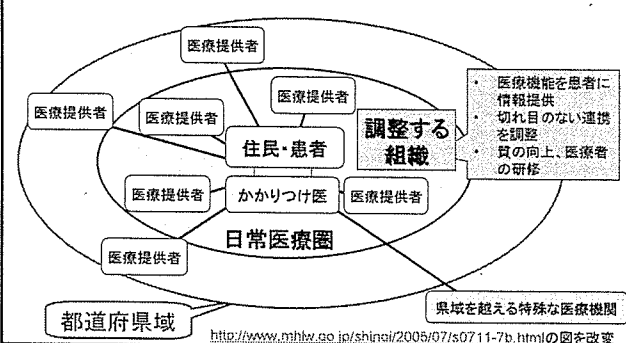 医療提供者
医療提供者
医療提供者
医療提供者
住民・患者
調整する
組織
・ 医療機能を患者に
情報提供
・ 切れ目のない連携
を調整
・ 質の向上、医療者
の研修
医療提供者
かかりつけ医
医療提供者
日常医療圏
医療提供者
都道府県域
県域を越える特殊な医療機関
http://www.mhlw.go.jp/shingi/2005/07/s0711-7b.htmlの図を改変